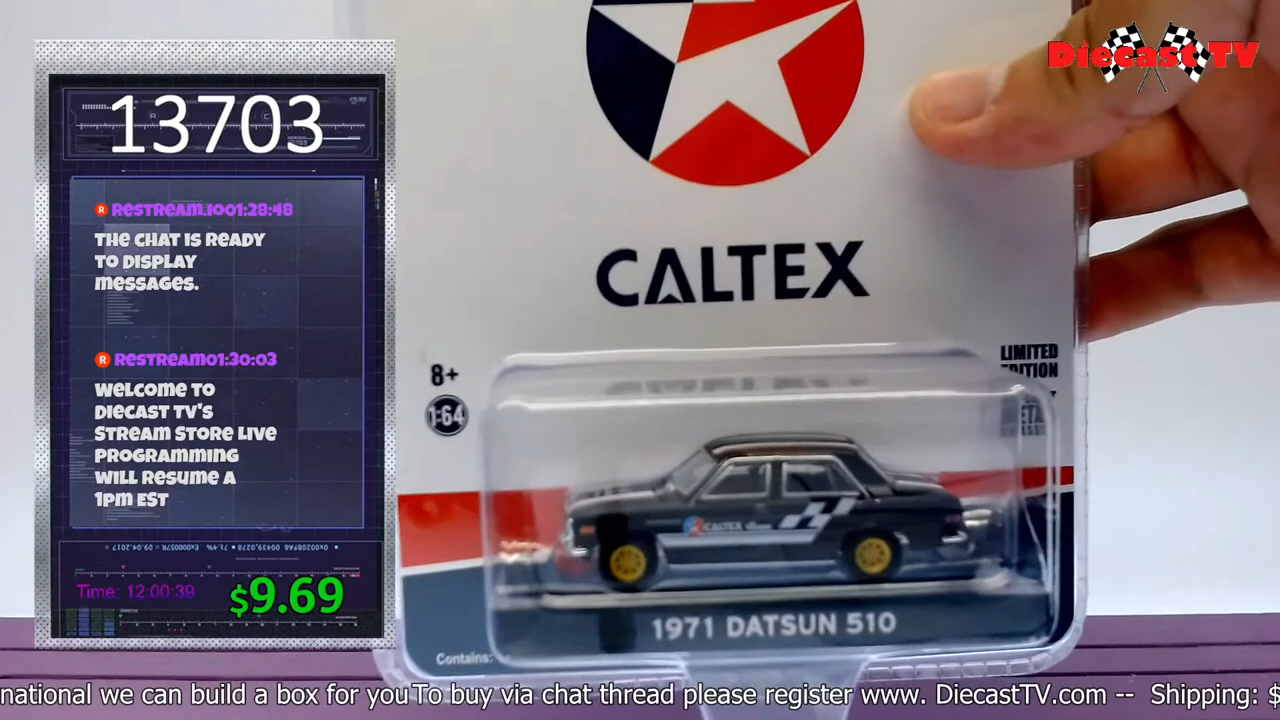 Diecast TV
13703
Restream.IO01:28:48
The chat is ready
to display
messages.
Restream01:30:03
Welcome to
Diecast TV's
Stream Store Live
programming
will resume a
1pm EST
Time: 12:00:39
$9.69
CALTEX
8+
1:64
LIMITED
EDITION
CALTEX
1971 DATSUN 510
Contains:
national we can build a box for you To buy via chat thread please register www. DiecastTV.com -- Shipping: $